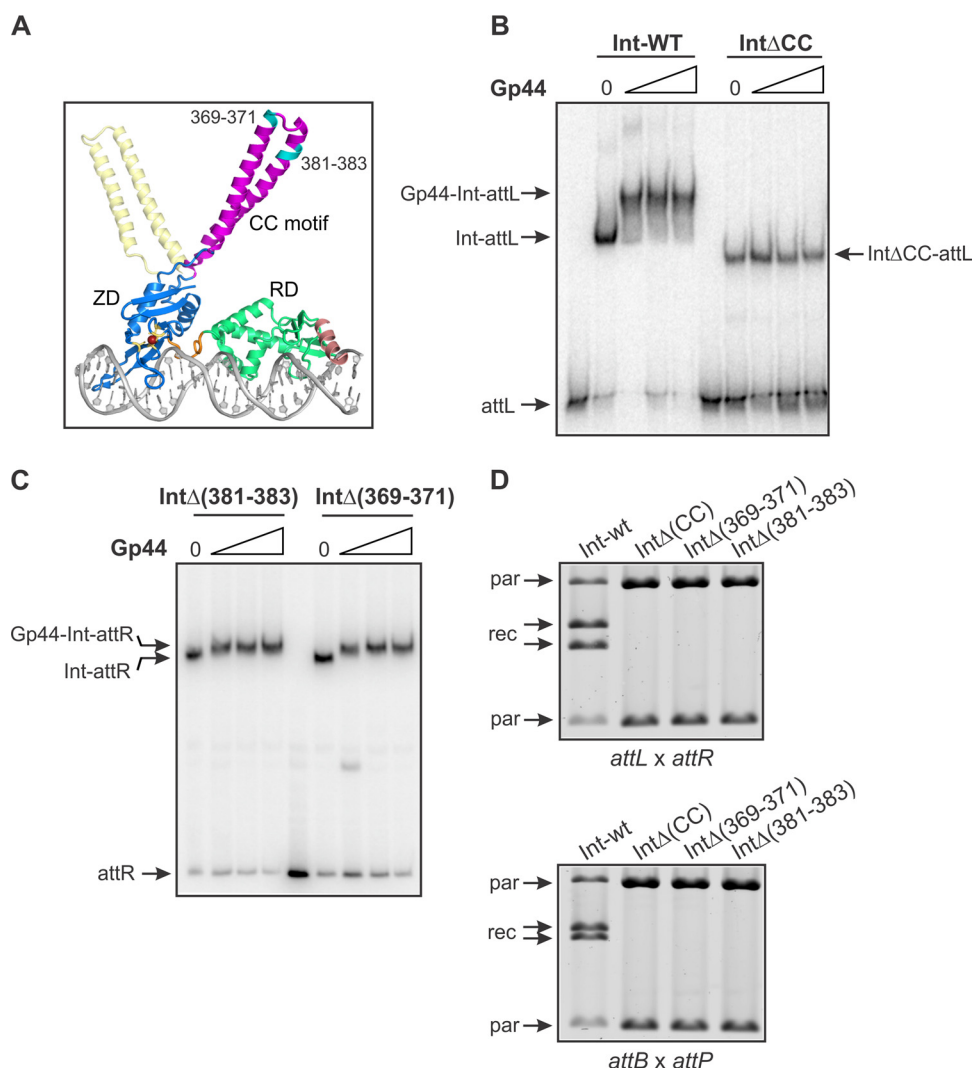 A
369-371
381-383
CC motif
ZD
RD
B
Int-WT
IntΔCC
Gp44
0
0
Gp44-Int-attL
Int-attL
IntΔCC-attL
attL
C
IntΔ(381-383)
IntΔ(369-371)
Gp44
0
0
Gp44-Int-attR
Int-attR
attR
D
Int-wt
IntΔ(CC)
IntΔ(369-371)
IntΔ(381-383)
par
rec
par
attL x attR
Int-wt
IntΔ(CC)
IntΔ(369-371)
IntΔ(381-383)
par
rec
par
attB x attP